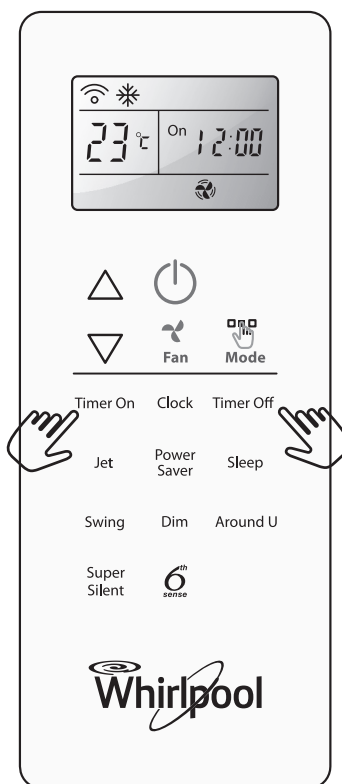 23 °C On 12:00
Fan Mode
Timer On Clock Timer Off
Jet Power Saver Sleep
Swing Dim Around U
Super Silent 6th sense
Whirlpool